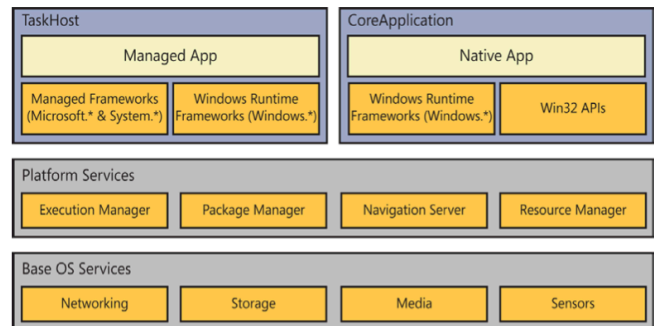 TaskHost
Managed App
Managed Frameworks
(Microsoft.* & System.*)
Windows Runtime
Frameworks (Windows.*)
CoreApplication
Native App
Windows Runtime
Frameworks (Windows.*)
Win32 APIs
Platform Services
Execution Manager
Package Manager
Navigation Server
Resource Manager
Base OS Services
Networking
Storage
Media
Sensors